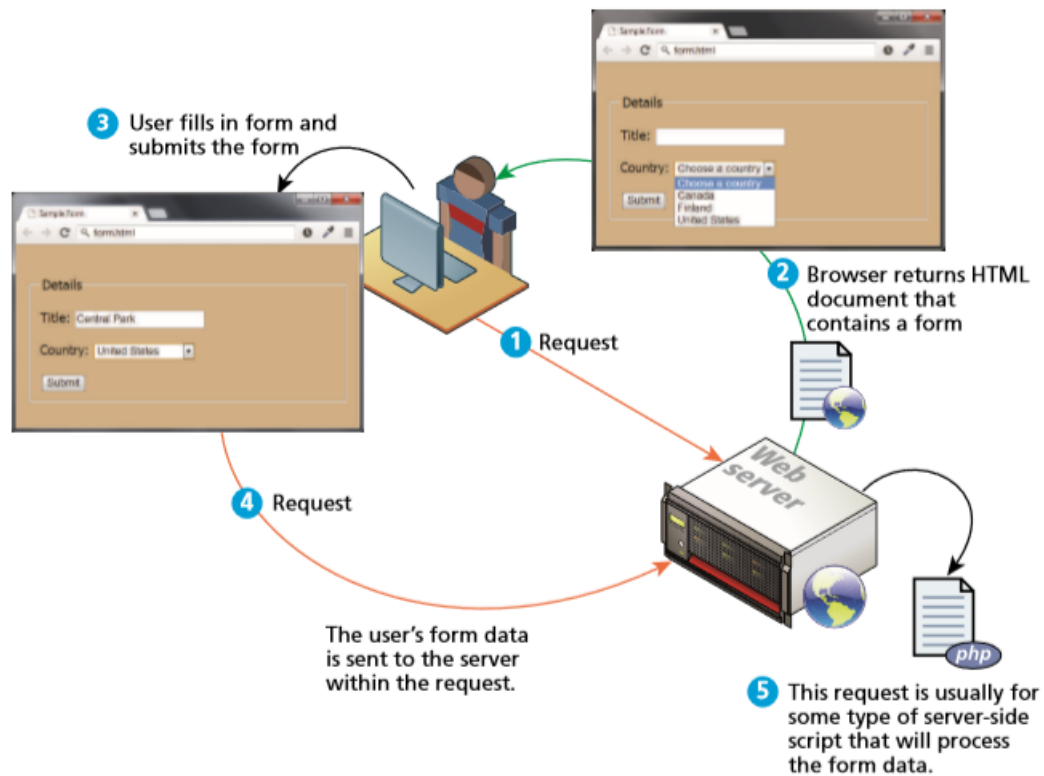 Sample Form
form.html
Details
Title:
Country: Choose a country
Choose a country
Canada
Finland
United States
Submit
3 User fills in form and
submits the form
Sample Form
form.html
Details
Title: Central Park
Country: United States
Submit
2 Browser returns HTML
document that
contains a form
1 Request
Web
server
4 Request
The user's form data
is sent to the server
within the request.
php
5 This request is usually for
some type of server-side
script that will process
the form data.